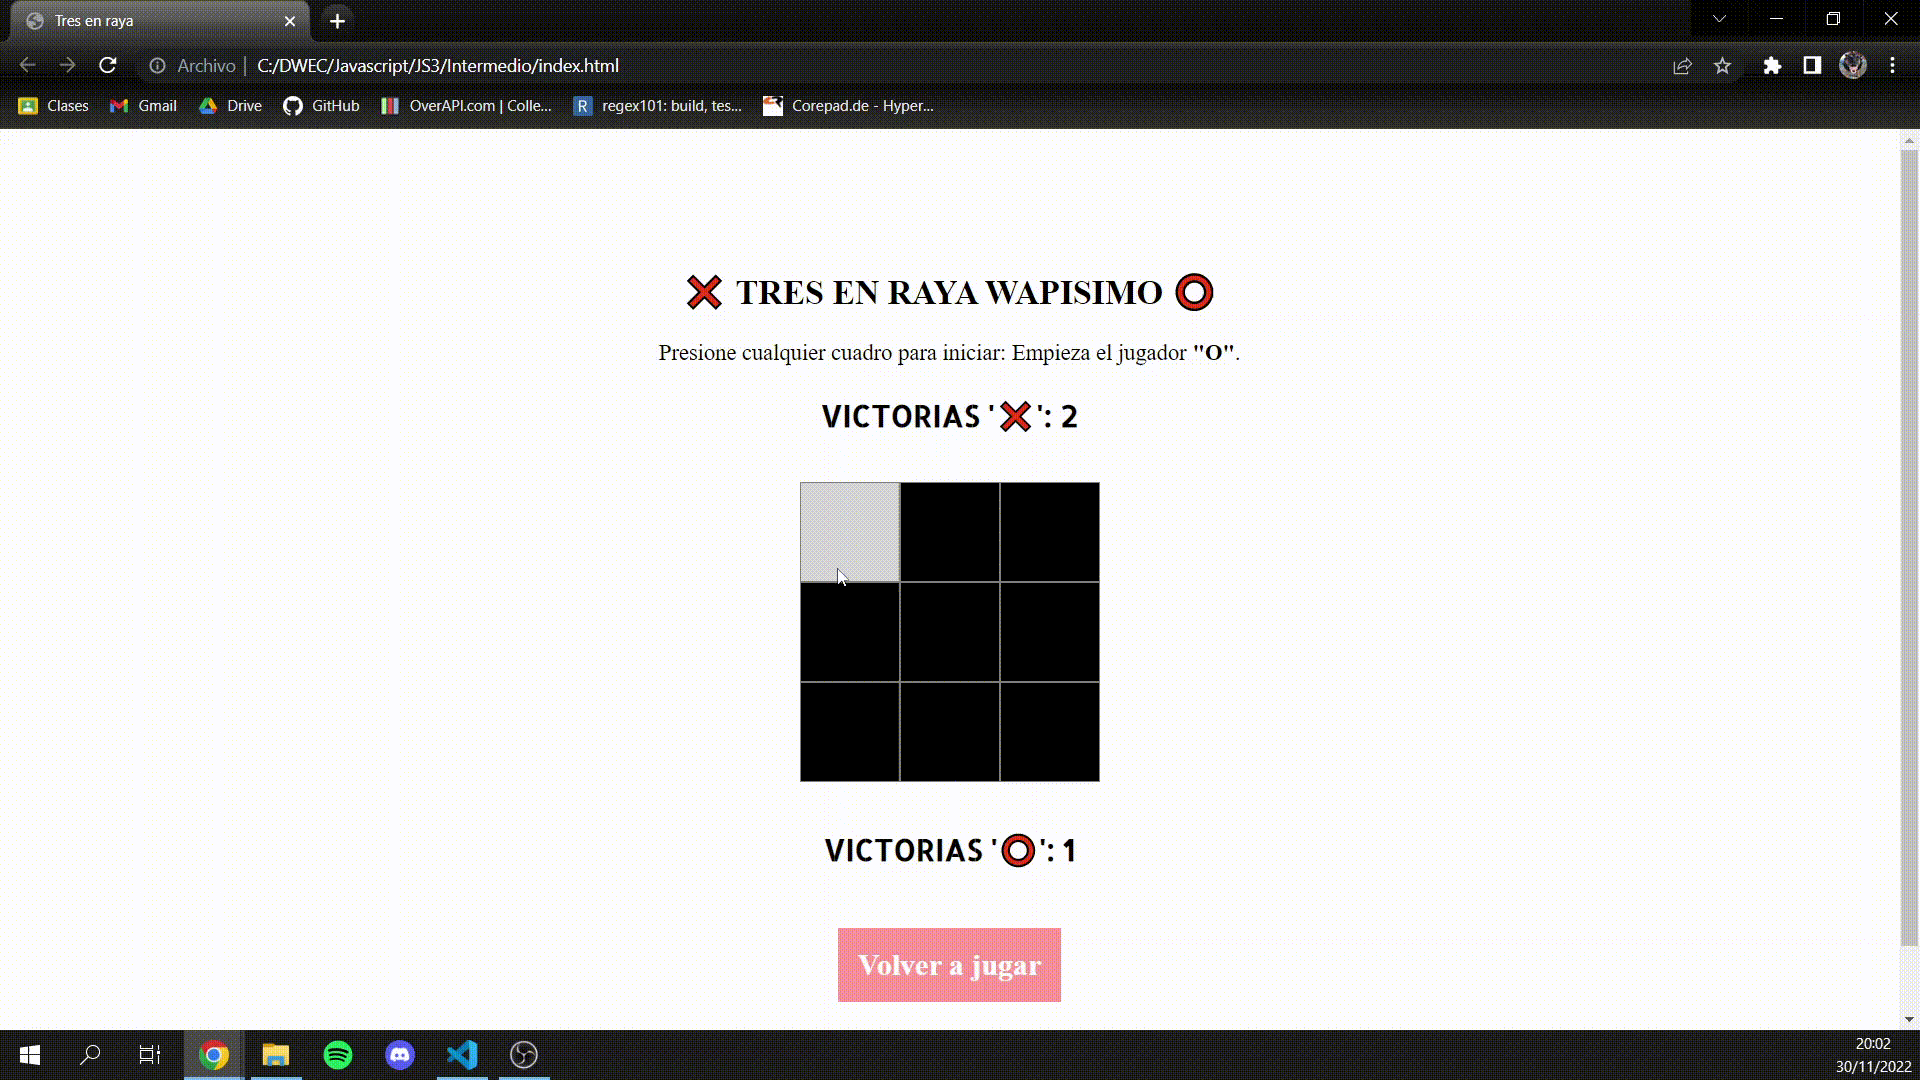 Tres en raya
Archivo | C:/DWEC/Javascript/JS3/Intermedio/index.html
Clases Gmail Drive GitHub OverAPI.com | Colle... R regex101: build, tes... Corepad.de - Hyper...
❌ TRES EN RAYA WAPISIMO ⭕
Presione cualquier cuadro para iniciar: Empieza el jugador "O".
VICTORIAS '❌': 2
VICTORIAS '⭕': 1
Volver a jugar
20:02
30/11/2022